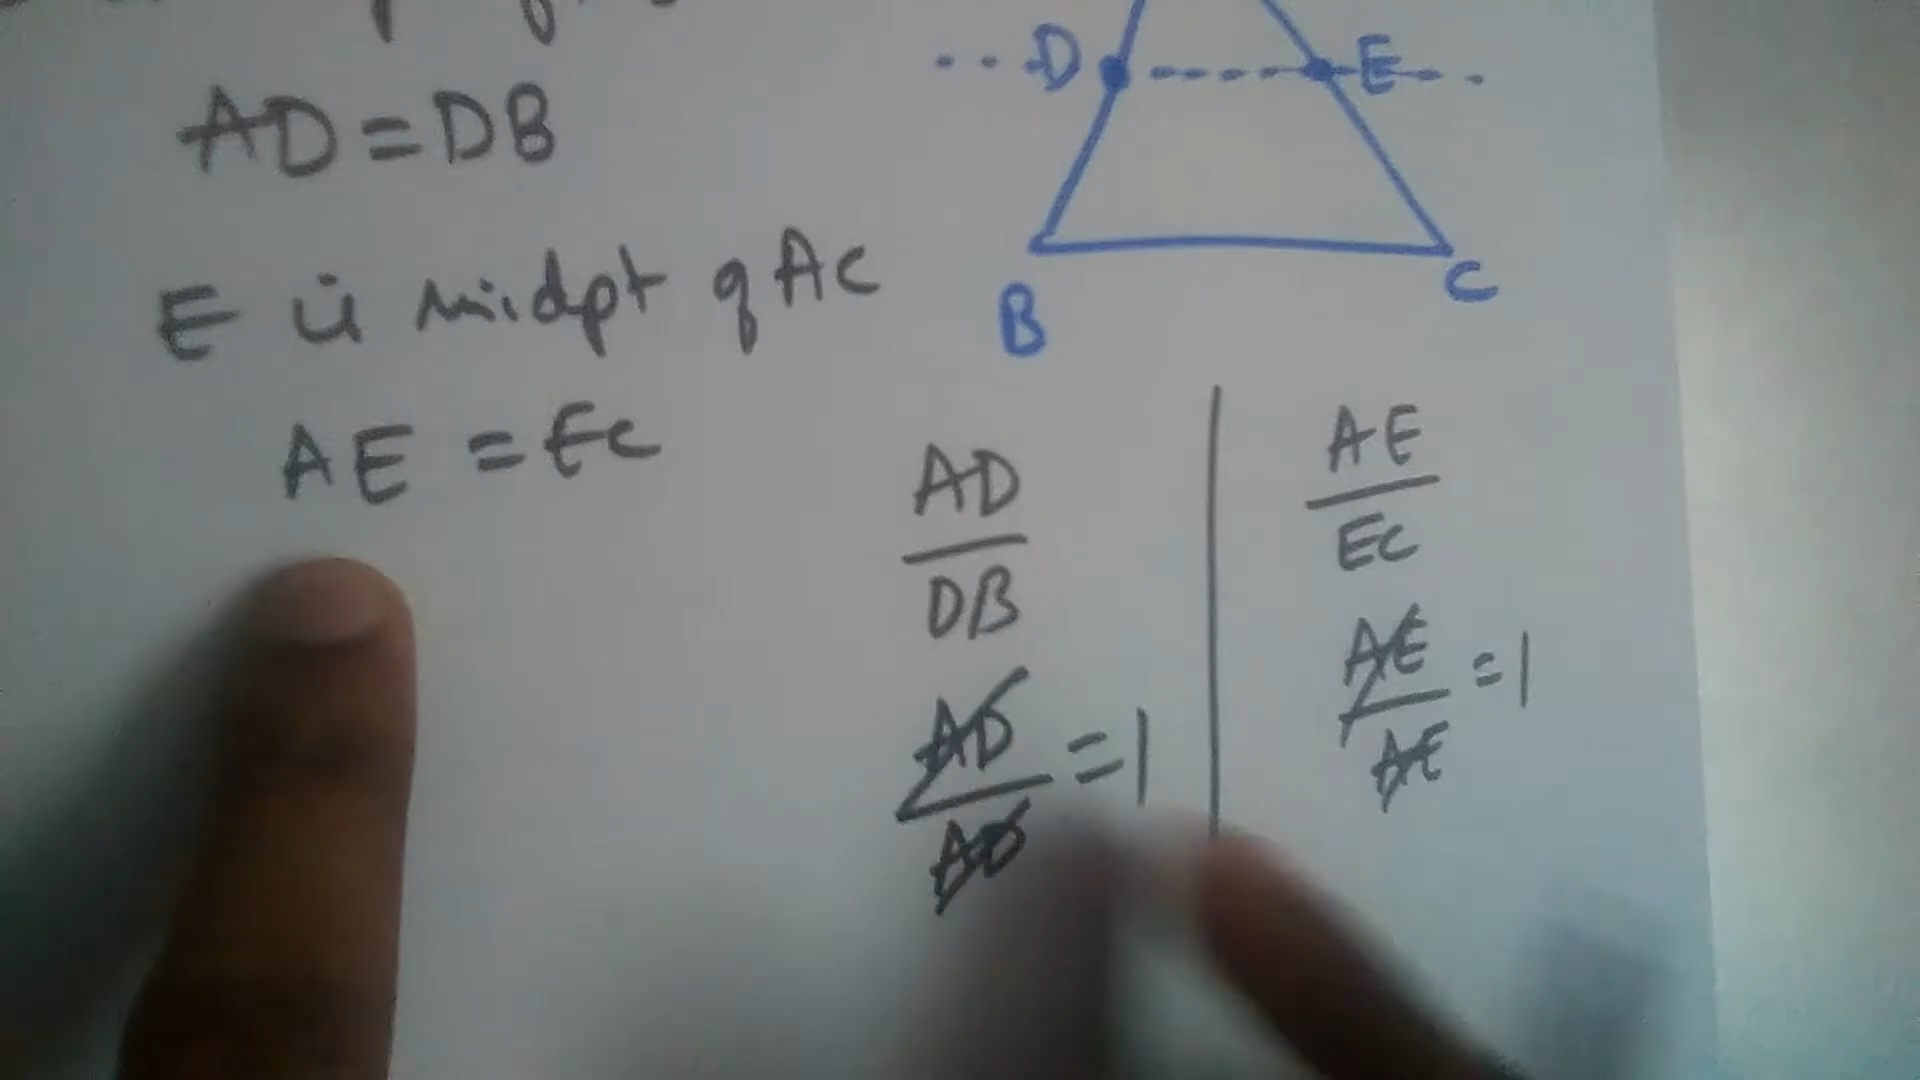 AD = DB
E is midpt of AC
AE = EC
D
E
B
C
AD
DB
AD
AD
= 1
AE
EC
AE
AE
= 1